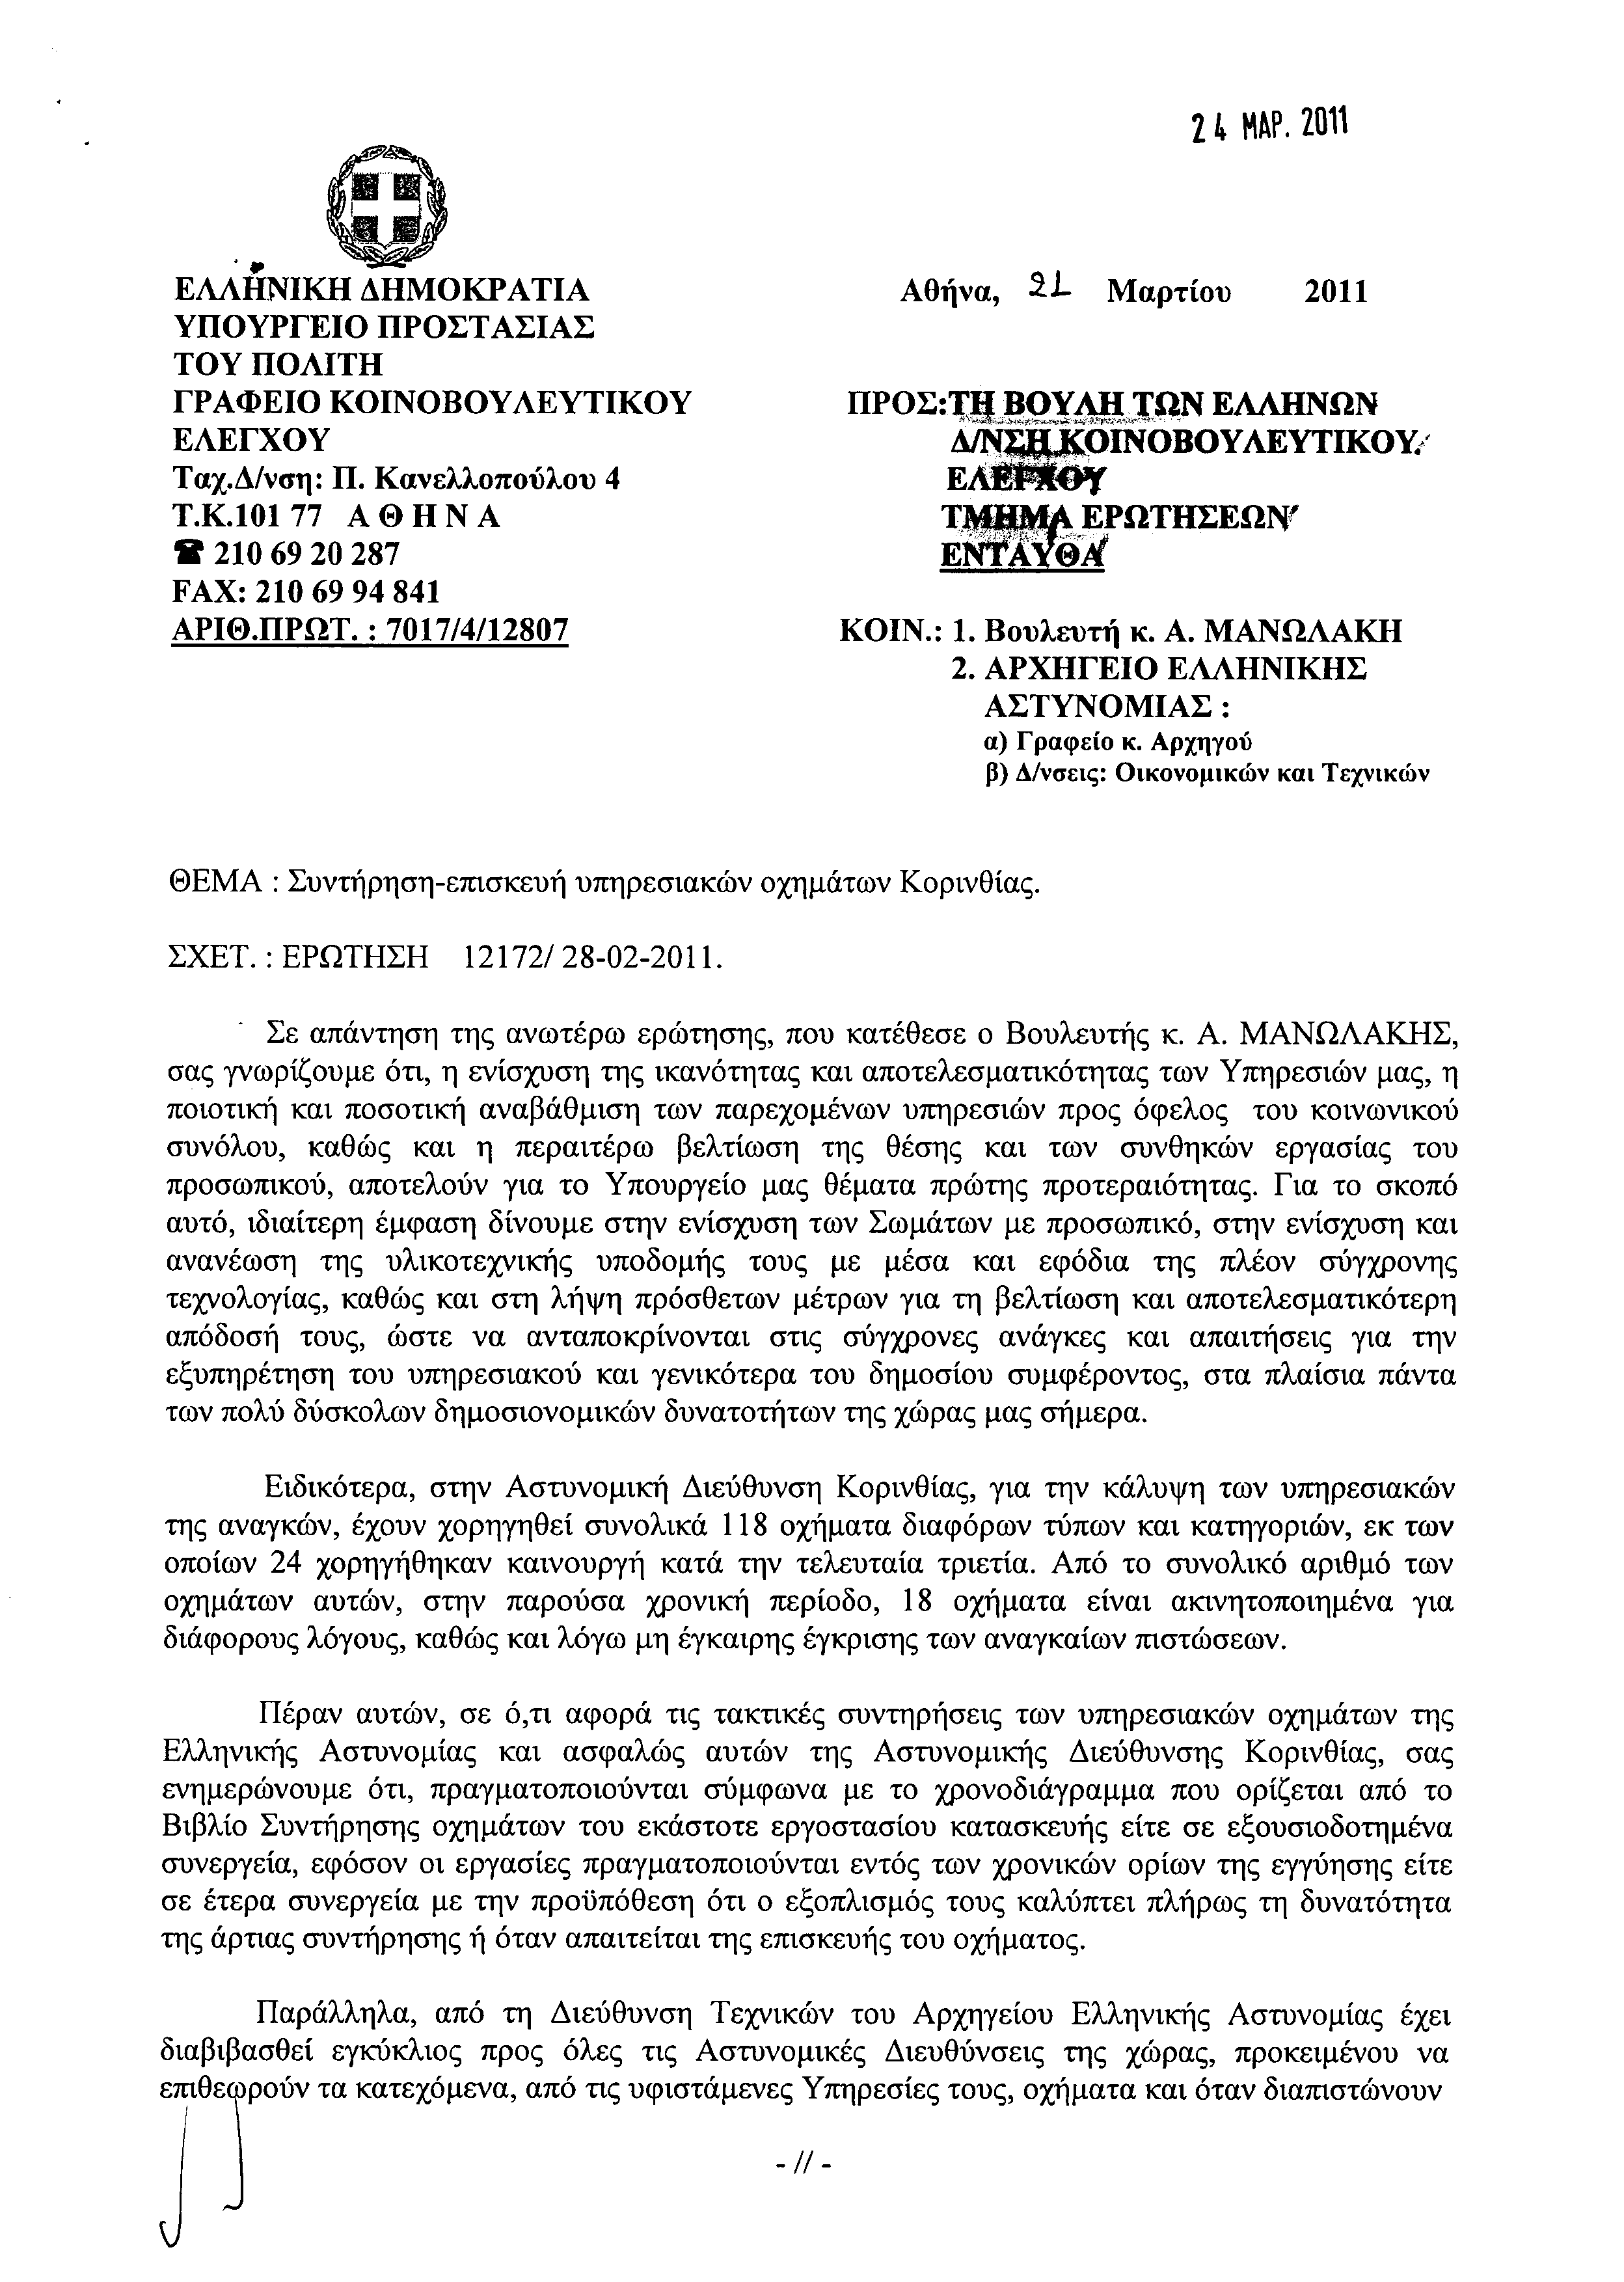 24 ΜΑΡ. 2011
ΕΛΛΗΝΙΚΗ ΔΗΜΟΚΡΑΤΙΑ
ΥΠΟΥΡΓΕΙΟ ΠΡΟΣΤΑΣΙΑΣ
ΤΟΥ ΠΟΛΙΤΗ
ΓΡΑΦΕΙΟ ΚΟΙΝΟΒΟΥΛΕΥΤΙΚΟΥ
ΕΛΕΓΧΟΥ
Ταχ.Δ/νση: Π. Κανελλοπούλου 4
Τ.Κ.101 77 Α Θ Η Ν Α
☎ 210 69 20 287
FAX: 210 69 94 841
ΑΡΙΘ.ΠΡΩΤ. : 7017/4/12807
Αθήνα, 21 Μαρτίου 2011
ΠΡΟΣ:ΤΗ ΒΟΥΛΗ ΤΩΝ ΕΛΛΗΝΩΝ
Δ/ΝΣΗ ΚΟΙΝΟΒΟΥΛΕΥΤΙΚΟΥ
ΕΛΕΓΧΟΥ
ΤΜΗΜΑ ΕΡΩΤΗΣΕΩΝ
ΕΝΤΑΥΘΑ
ΚΟΙΝ.: 1. Βουλευτή κ. Α. ΜΑΝΩΛΑΚΗ
2. ΑΡΧΗΓΕΙΟ ΕΛΛΗΝΙΚΗΣ
ΑΣΤΥΝΟΜΙΑΣ :
α) Γραφείο κ. Αρχηγού
β) Δ/νσεις: Οικονομικών και Τεχνικών
ΘΕΜΑ : Συντήρηση-επισκευή υπηρεσιακών οχημάτων Κορινθίας.
ΣΧΕΤ. : ΕΡΩΤΗΣΗ 12172/ 28-02-2011.
Σε απάντηση της ανωτέρω ερώτησης, που κατέθεσε ο Βουλευτής κ. Α. ΜΑΝΩΛΑΚΗΣ,
σας γνωρίζουμε ότι, η ενίσχυση της ικανότητας και αποτελεσματικότητας των Υπηρεσιών μας, η
ποιοτική και ποσοτική αναβάθμιση των παρεχομένων υπηρεσιών προς όφελος του κοινωνικού
συνόλου, καθώς και η περαιτέρω βελτίωση της θέσης και των συνθηκών εργασίας του
προσωπικού, αποτελούν για το Υπουργείο μας θέματα πρώτης προτεραιότητας. Για το σκοπό
αυτό, ιδιαίτερη έμφαση δίνουμε στην ενίσχυση των Σωμάτων με προσωπικό, στην ενίσχυση και
ανανέωση της υλικοτεχνικής υποδομής τους με μέσα και εφόδια της πλέον σύγχρονης
τεχνολογίας, καθώς και στη λήψη πρόσθετων μέτρων για τη βελτίωση και αποτελεσματικότερη
απόδοσή τους, ώστε να ανταποκρίνονται στις σύγχρονες ανάγκες και απαιτήσεις για την
εξυπηρέτηση του υπηρεσιακού και γενικότερα του δημοσίου συμφέροντος, στα πλαίσια πάντα
των πολύ δύσκολων δημοσιονομικών δυνατοτήτων της χώρας μας σήμερα.
Ειδικότερα, στην Αστυνομική Διεύθυνση Κορινθίας, για την κάλυψη των υπηρεσιακών
της αναγκών, έχουν χορηγηθεί συνολικά 118 οχήματα διαφόρων τύπων και κατηγοριών, εκ των
οποίων 24 χορηγήθηκαν καινουργή κατά την τελευταία τριετία. Από το συνολικό αριθμό των
οχημάτων αυτών, στην παρούσα χρονική περίοδο, 18 οχήματα είναι ακινητοποιημένα για
διάφορους λόγους, καθώς και λόγω μη έγκαιρης έγκρισης των αναγκαίων πιστώσεων.
Πέραν αυτών, σε ό,τι αφορά τις τακτικές συντηρήσεις των υπηρεσιακών οχημάτων της
Ελληνικής Αστυνομίας και ασφαλώς αυτών της Αστυνομικής Διεύθυνσης Κορινθίας, σας
ενημερώνουμε ότι, πραγματοποιούνται σύμφωνα με το χρονοδιάγραμμα που ορίζεται από το
Βιβλίο Συντήρησης οχημάτων του εκάστοτε εργοστασίου κατασκευής είτε σε εξουσιοδοτημένα
συνεργεία, εφόσον οι εργασίες πραγματοποιούνται εντός των χρονικών ορίων της εγγύησης είτε
σε έτερα συνεργεία με την προϋπόθεση ότι ο εξοπλισμός τους καλύπτει πλήρως τη δυνατότητα
της άρτιας συντήρησης ή όταν απαιτείται της επισκευής του οχήματος.
Παράλληλα, από τη Διεύθυνση Τεχνικών του Αρχηγείου Ελληνικής Αστυνομίας έχει
διαβιβασθεί εγκύκλιος προς όλες τις Αστυνομικές Διευθύνσεις της χώρας, προκειμένου να
επιθεωρούν τα κατεχόμενα, από τις υφιστάμενες Υπηρεσίες τους, οχήματα και όταν διαπιστώνουν
- // -